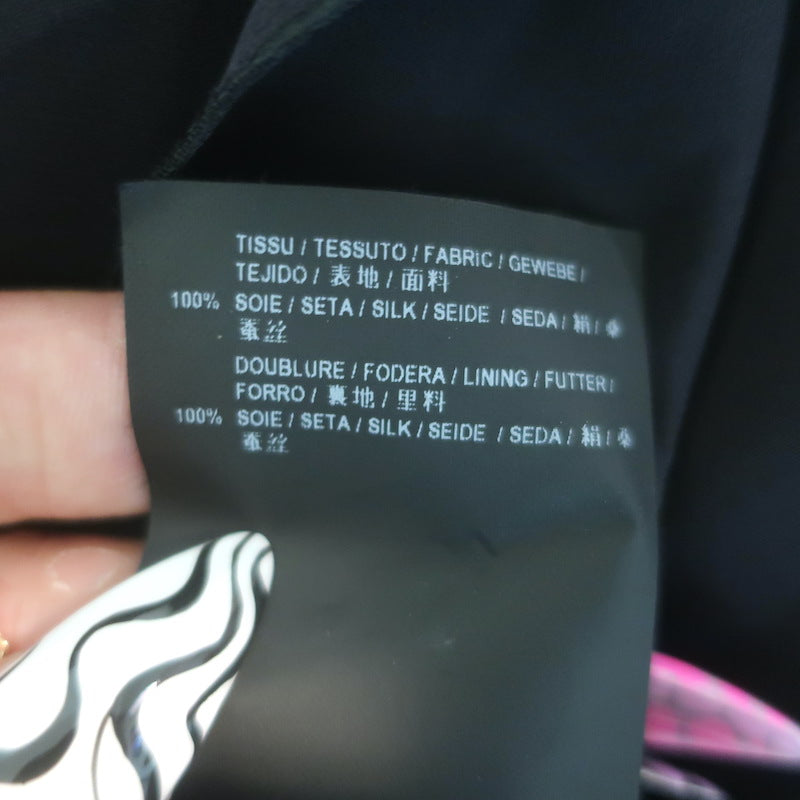 TISSU / TESSUTO / FABRIC / GEWEBE /
TEJIDO / 表地 / 面料
100% SOIE / SETA / SILK / SEIDE / SEDA / 絹 / 桑
蚕丝
DOUBLURE / FODERA / LINING / FUTTER /
FORRO / 裏地 / 里料
100% SOIE / SETA / SILK / SEIDE / SEDA / 絹 / 桑
蚕丝